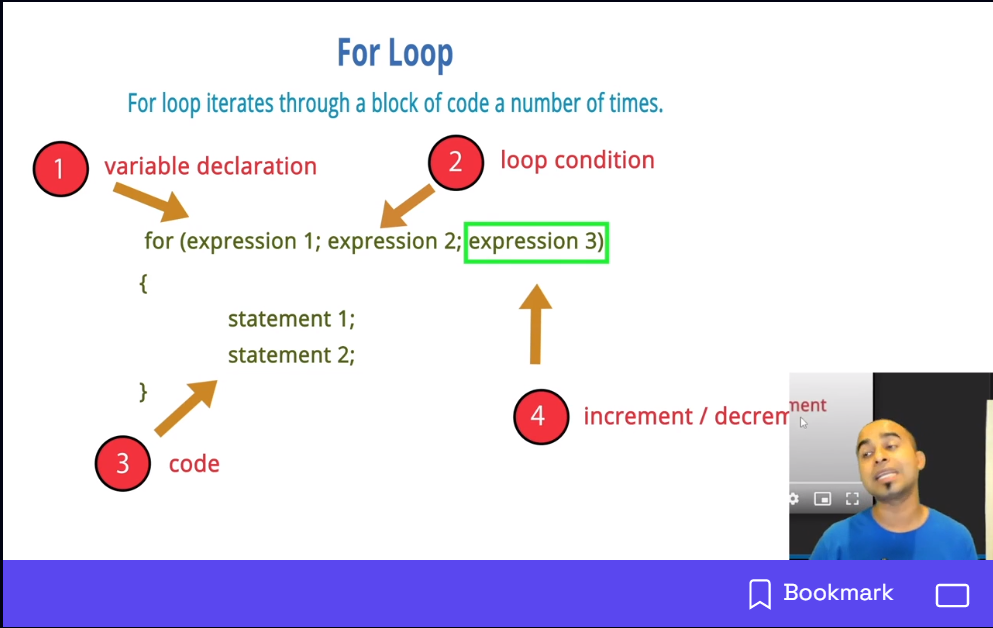 For Loop
For loop iterates through a block of code a number of times.
1 variable declaration
2 loop condition
for (expression 1; expression 2; expression 3)
{
statement 1;
statement 2;
}
3 code
4 increment / decrem
ment
Bookmark